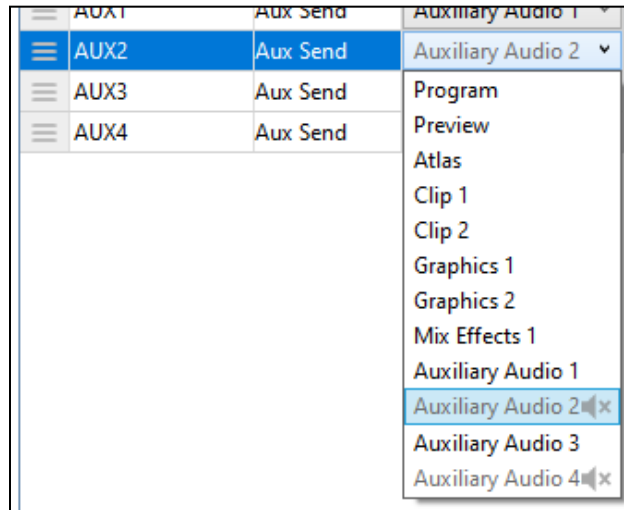 AUX1 Aux Send Auxiliary Audio 1
AUX2 Aux Send Auxiliary Audio 2
AUX3 Aux Send
AUX4 Aux Send
Program
Preview
Atlas
Clip 1
Clip 2
Graphics 1
Graphics 2
Mix Effects 1
Auxiliary Audio 1
Auxiliary Audio 2
Auxiliary Audio 3
Auxiliary Audio 4